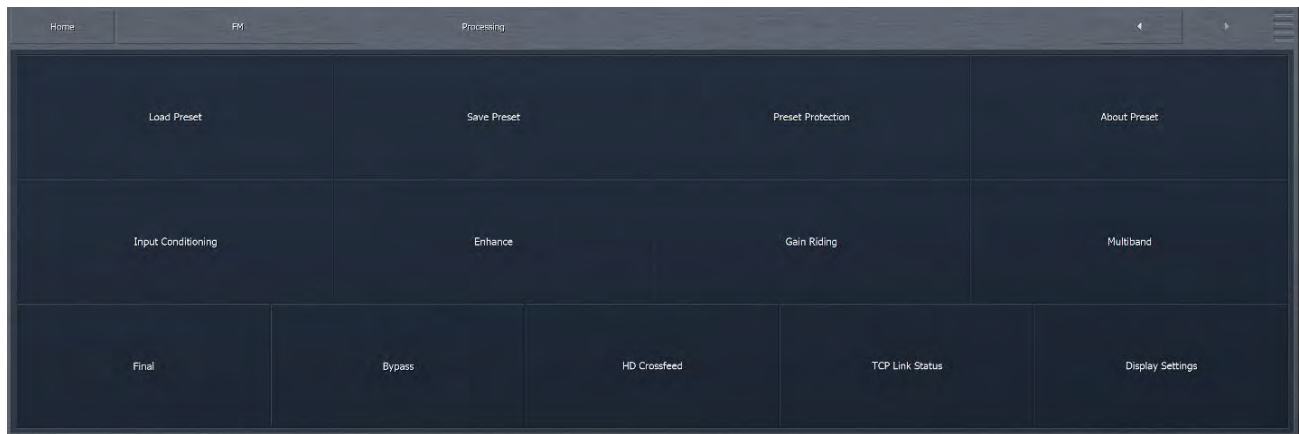 Home FM Processing
Load Preset Save Preset Preset Protection About Preset
Input Conditioning Enhance Gain Riding Multiband
Final Bypass HD Crossfeed TCP Link Status Display Settings